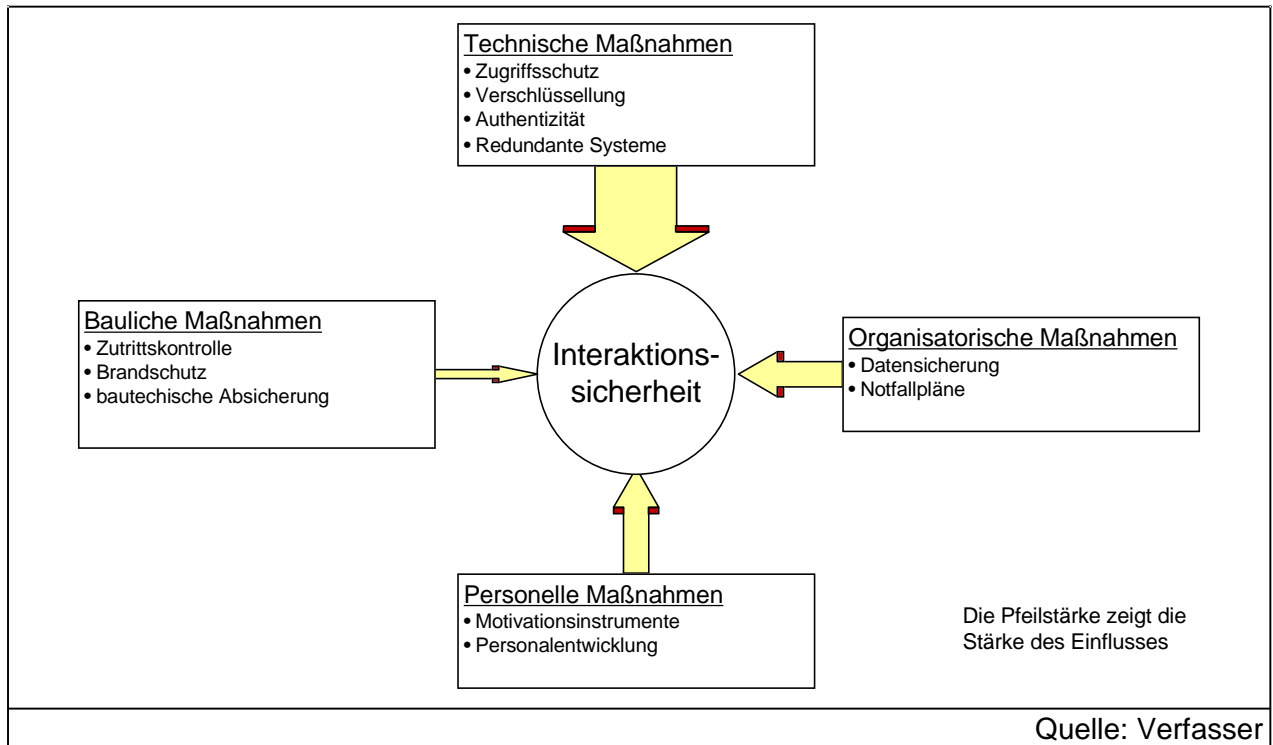 Technische Maßnahmen
• Zugriffsschutz
• Verschlüssellung
• Authentizität
• Redundante Systeme
Bauliche Maßnahmen
• Zutrittskontrolle
• Brandschutz
• bautechische Absicherung
Interaktions-
sicherheit
Organisatorische Maßnahmen
• Datensicherung
• Notfallpläne
Personelle Maßnahmen
• Motivationsinstrumente
• Personalentwicklung
Die Pfeilstärke zeigt die
Stärke des Einflusses
Quelle: Verfasser